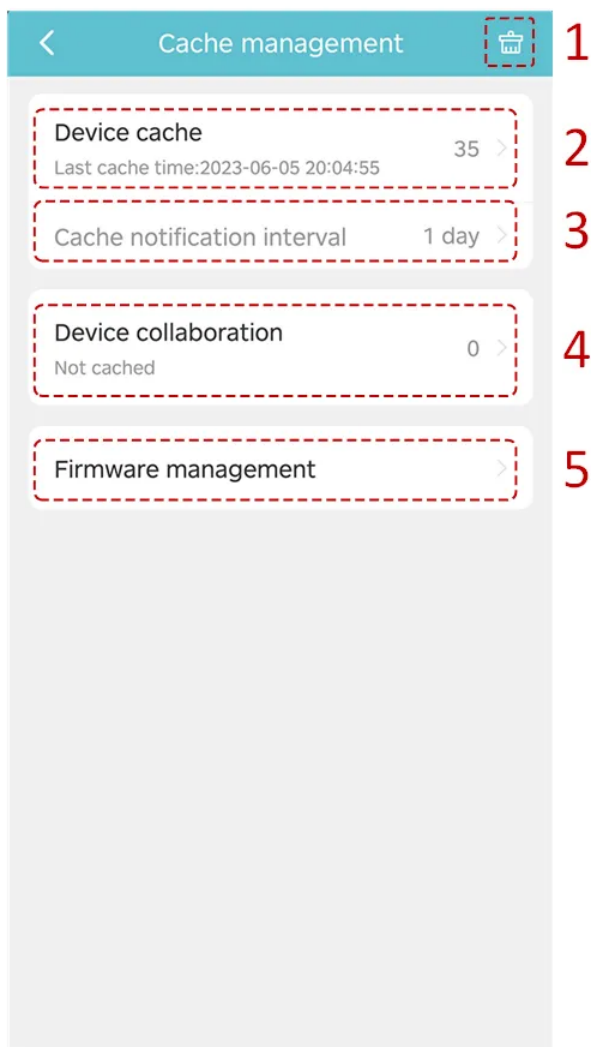 Cache management
1
Device cache
35
Last cache time:2023-06-05 20:04:55
2
Cache notification interval
1 day
3
Device collaboration
0
Not cached
4
Firmware management
5